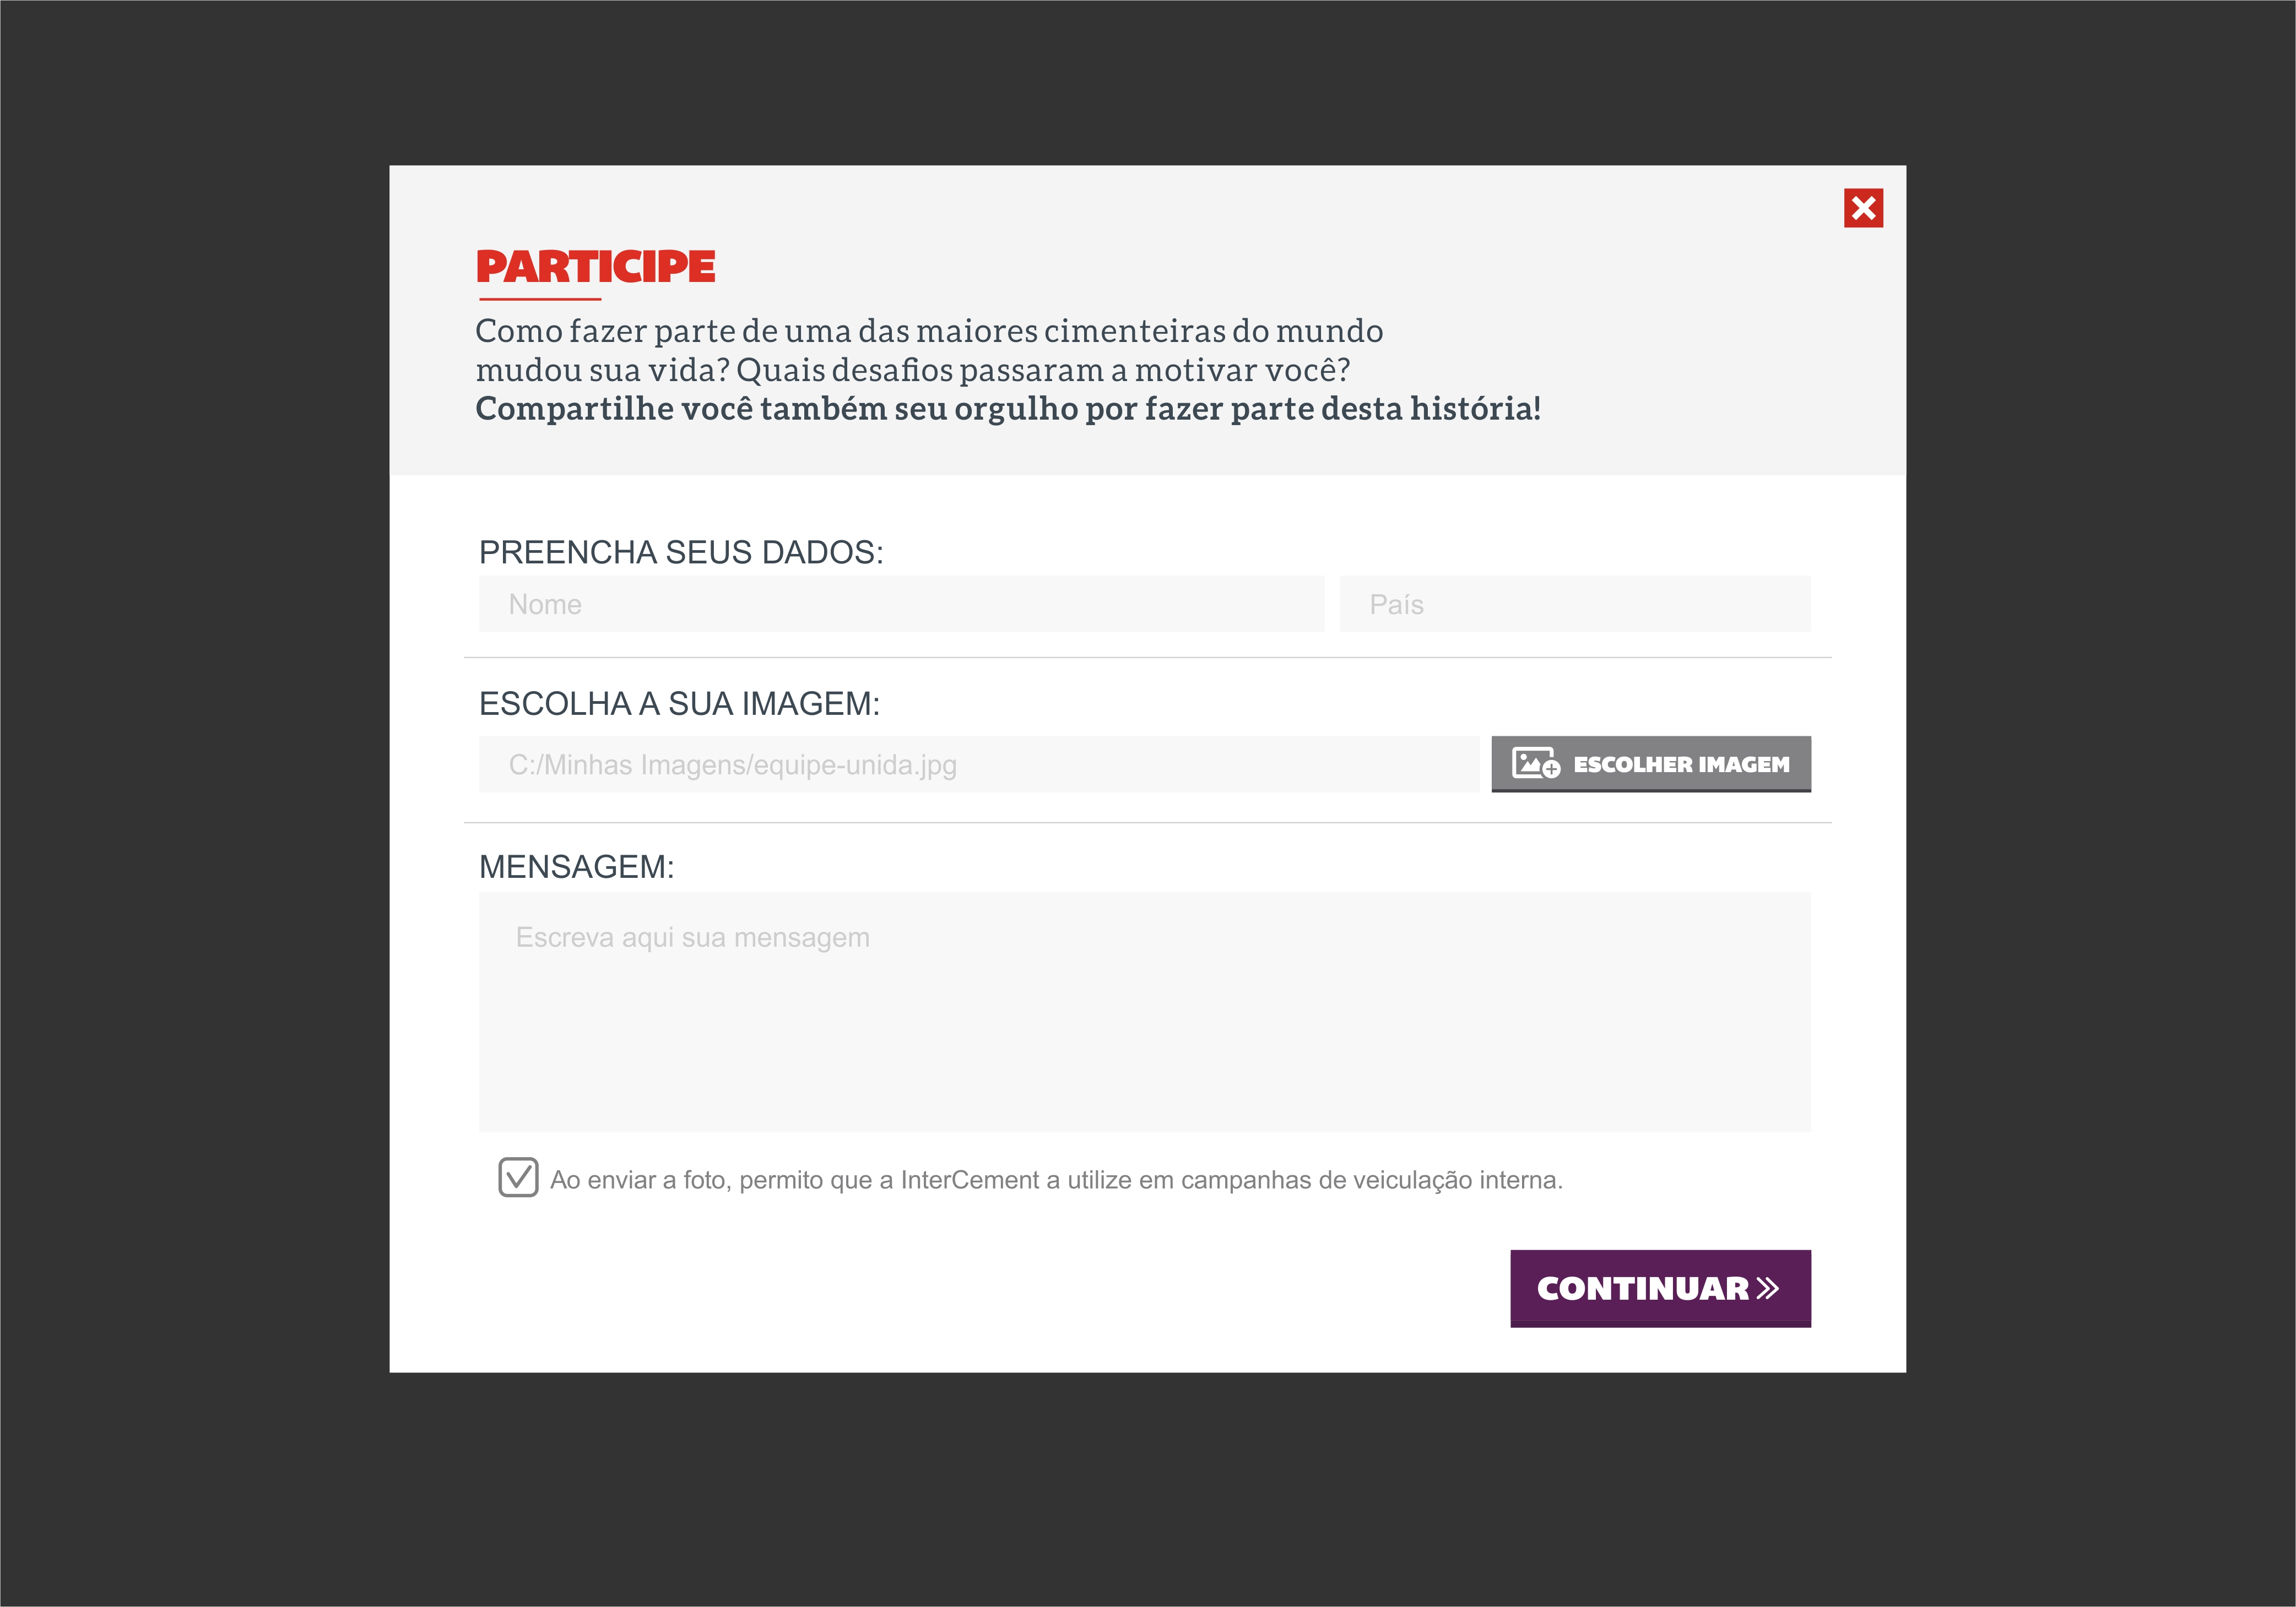 PARTICIPE
Como fazer parte de uma das maiores cimenteiras do mundo
mudou sua vida? Quais desafios passaram a motivar você?
Compartilhe você também seu orgulho por fazer parte desta história!
PREENCHA SEUS DADOS:
Nome País
ESCOLHA A SUA IMAGEM:
C:/Minhas Imagens/equipe-unida.jpg ESCOLHER IMAGEM
MENSAGEM:
Escreva aqui sua mensagem
Ao enviar a foto, permito que a InterCement a utilize em campanhas de veiculação interna.
CONTINUAR